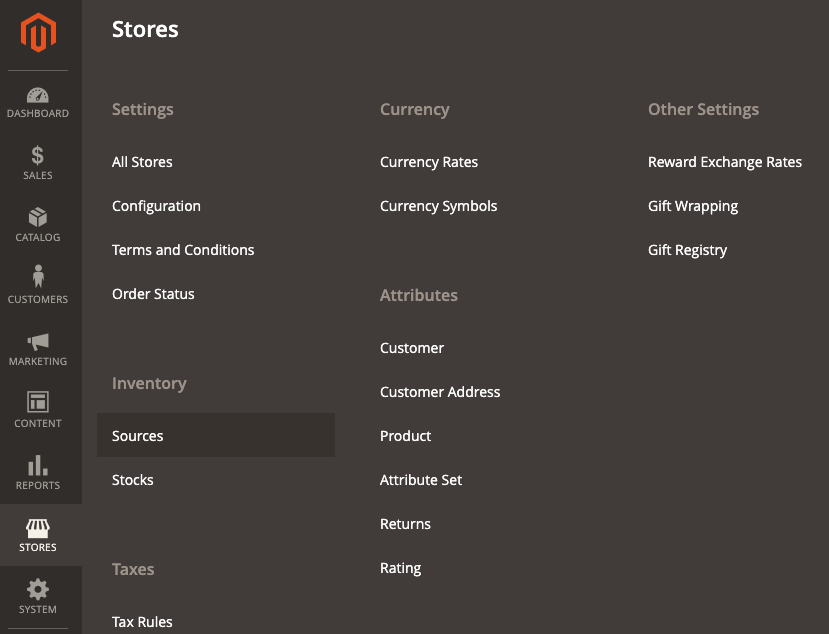 DASHBOARD
SALES
CATALOG
CUSTOMERS
MARKETING
CONTENT
REPORTS
STORES
SYSTEM
Stores
Settings
All Stores
Configuration
Terms and Conditions
Order Status
Inventory
Sources
Stocks
Taxes
Tax Rules
Currency
Currency Rates
Currency Symbols
Attributes
Customer
Customer Address
Product
Attribute Set
Returns
Rating
Other Settings
Reward Exchange Rates
Gift Wrapping
Gift Registry